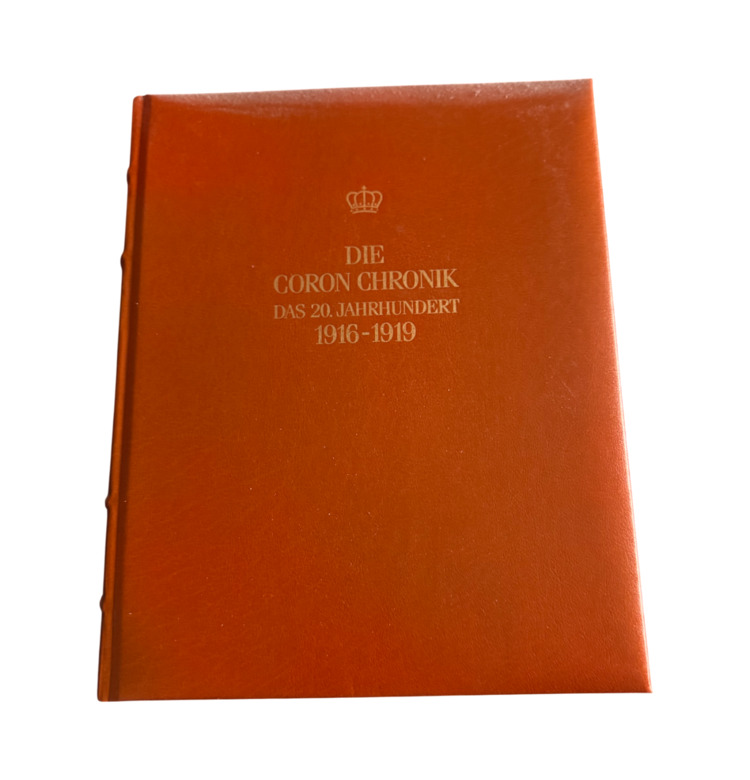 DIE
CORON CHRONIK
DAS 20. JAHRHUNDERT
1916-1919